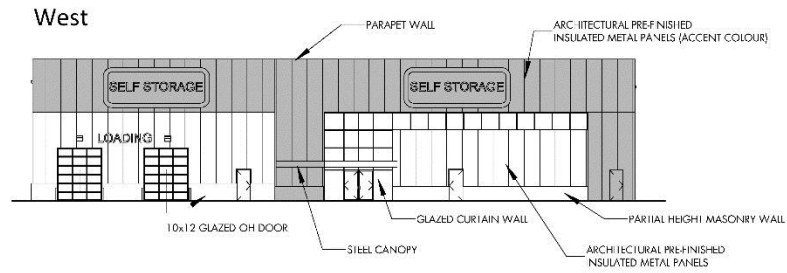 West
PARAPET WALL
ARCHITECTURAL PRE-FINISHED
INSULATED METAL PANELS (ACCENT COLOUR)
SELF STORAGE
SELF STORAGE
LOADING
10x12 GLAZED OH DOOR
GLAZED CURTAIN WALL
PARTIAL HEIGHT MASONRY WALL
STEEL CANOPY
ARCHITECTURAL PRE-FINISHED
INSULATED METAL PANELS